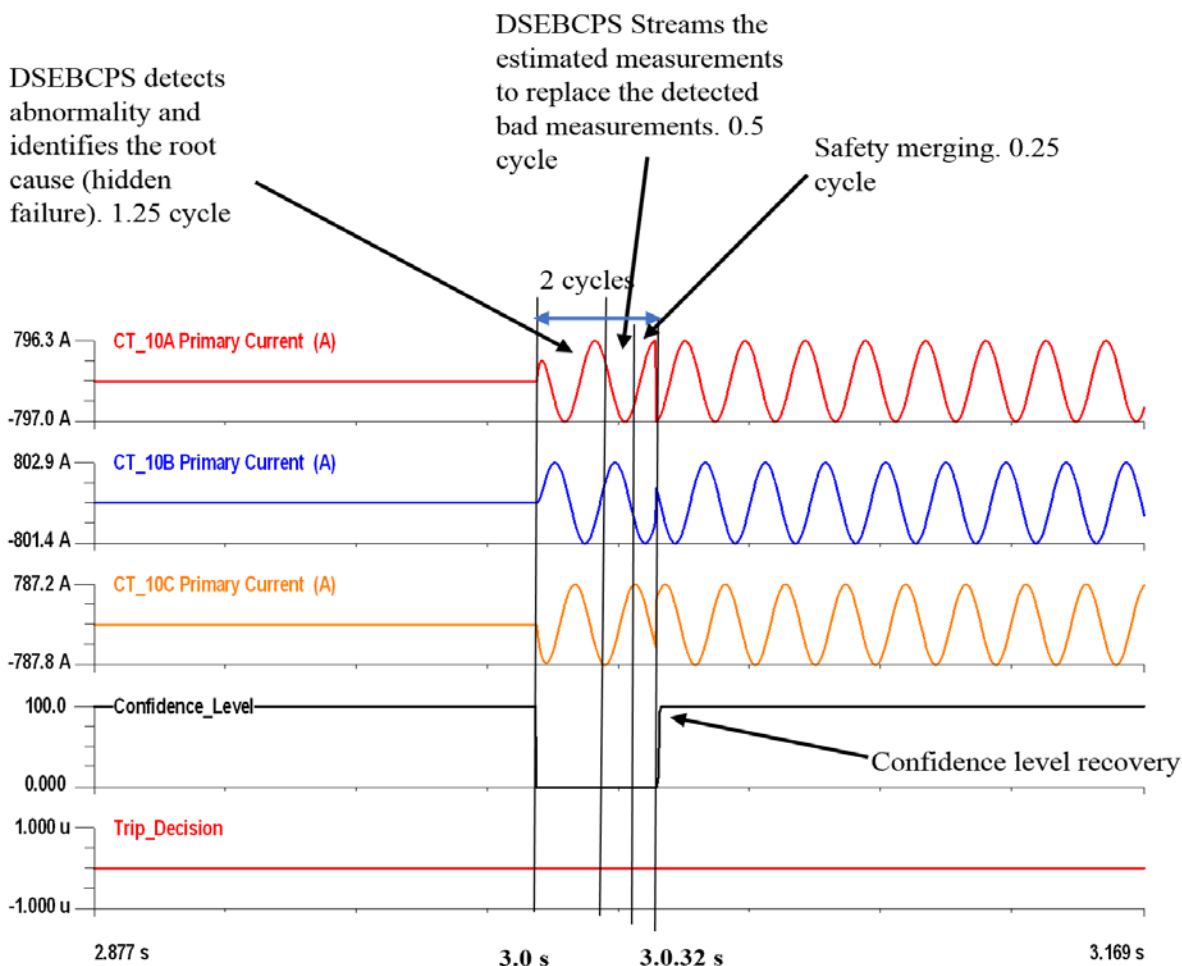 DSEBCPS Streams the
estimated measurements
to replace the detected
bad measurements. 0.5
cycle
DSEBCPS detects
abnormality and
identifies the root
cause (hidden
failure). 1.25 cycle
Safety merging. 0.25
cycle
2 cycles
796.3 A
CT_10A Primary Current (A)
-797.0 A
802.9 A
CT_10B Primary Current (A)
-801.4 A
787.2 A
CT_10C Primary Current (A)
-787.8 A
100.0
Confidence_Level
0.000
Confidence level recovery
1.000 u
Trip_Decision
-1.000 u
2.877 s
3.0 s
3.0.32 s
3.169 s